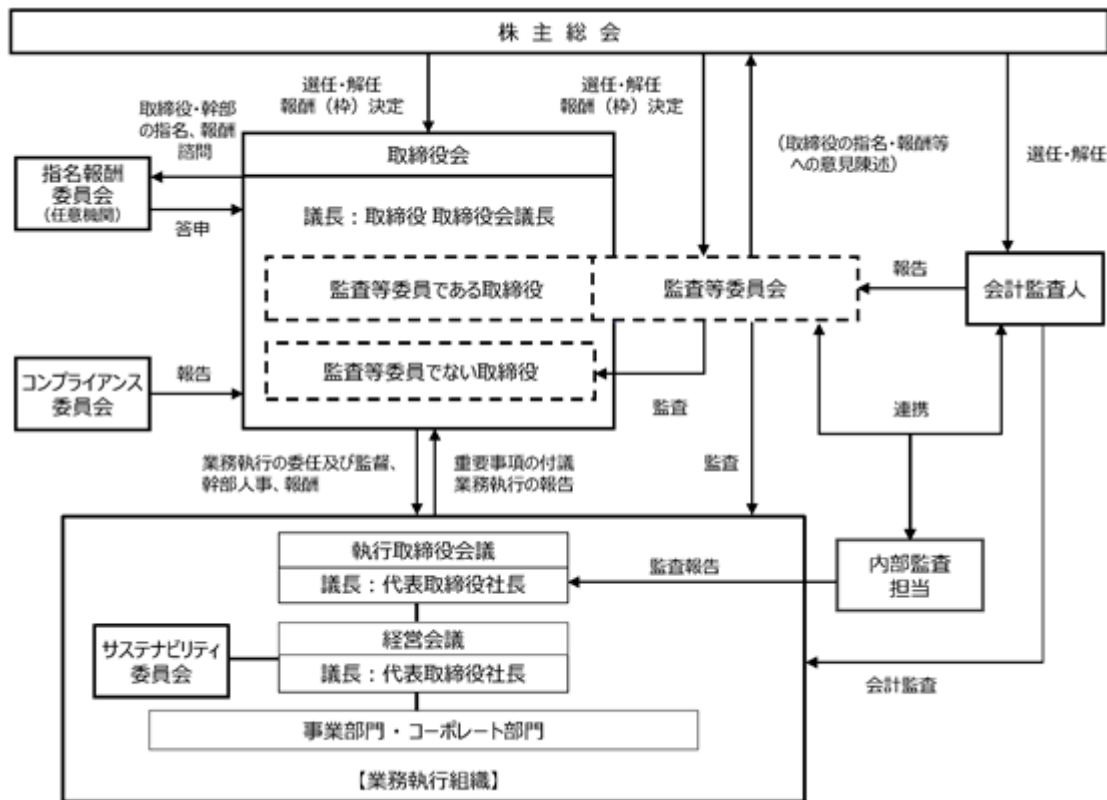 株主総会
選任・解任
報酬（枠）決定
選任・解任
報酬（枠）決定
（取締役の指名・報酬等
への意見陳述）
選任・解任
取締役・幹部
の指名、報酬
諮問
指名報酬
委員会
（任意機関）
答申
取締役会
議長：取締役 取締役会議長
監査等委員である取締役
監査等委員会
報告
会計監査人
監査等委員でない取締役
コンプライアンス
委員会
報告
監査
連携
業務執行の委任及び監督、
幹部人事、報酬
重要事項の付議
業務執行の報告
監査
執行取締役会議
議長：代表取締役社長
監査報告
内部監査
担当
経営会議
議長：代表取締役社長
サステナビリティ
委員会
会計監査
事業部門・コーポレート部門
【業務執行組織】